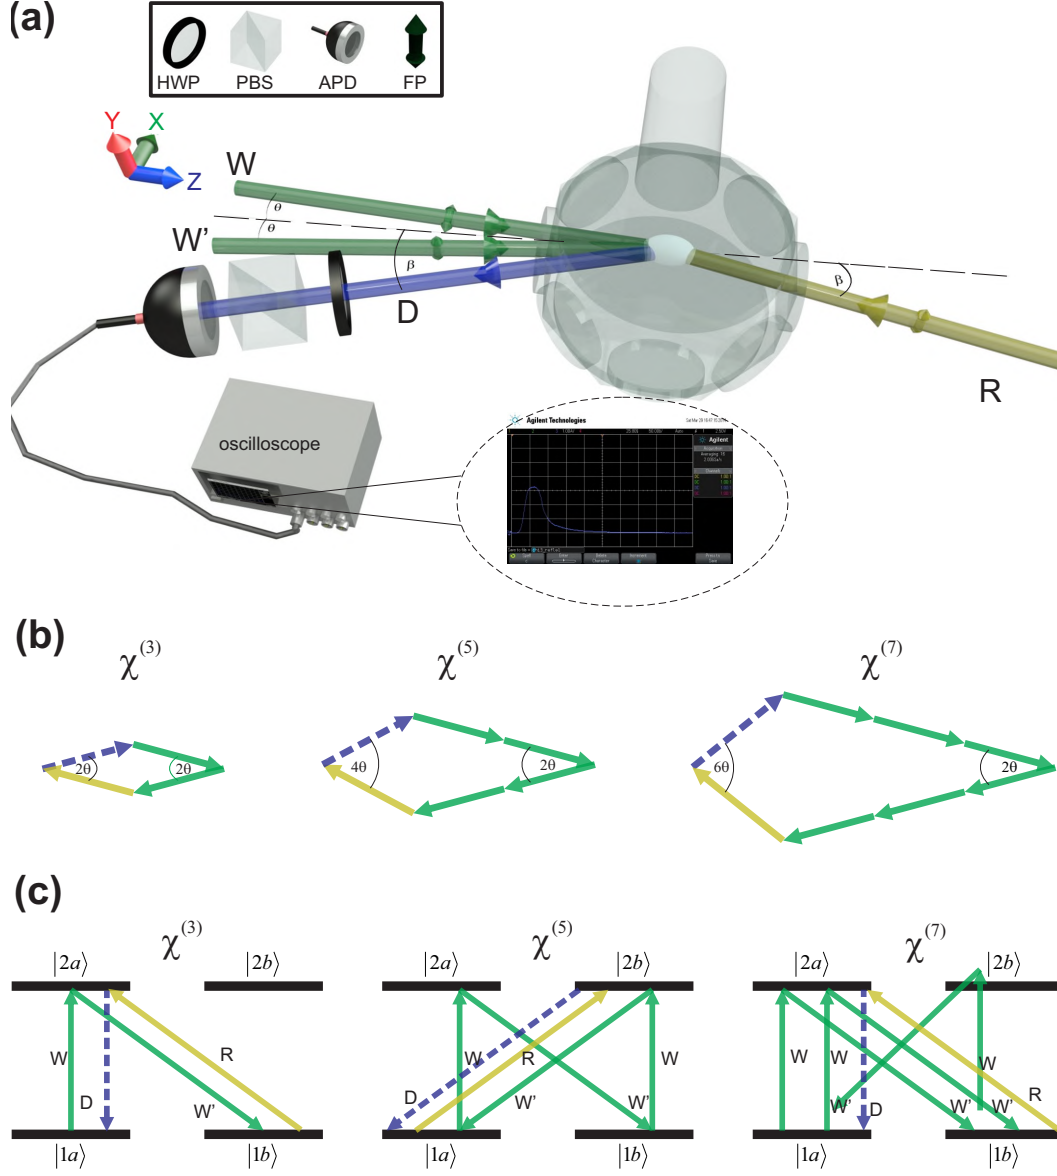 (a)
HWP PBS APD FP
Y X Z
W
θ
θ
W'
β
β
D
R
oscilloscope
Agilent Technologies
Agilent
(b)
χ(3) χ(5) χ(7)
2θ 2θ 4θ 2θ 6θ 2θ
(c)
χ(3) χ(5) χ(7)
|2a⟩ |2b⟩ |2a⟩ |2b⟩ |2a⟩ |2b⟩
W R D W'
W R W D W' W'
W W W W' D W' W' R
|1a⟩ |1b⟩ |1a⟩ |1b⟩ |1a⟩ |1b⟩